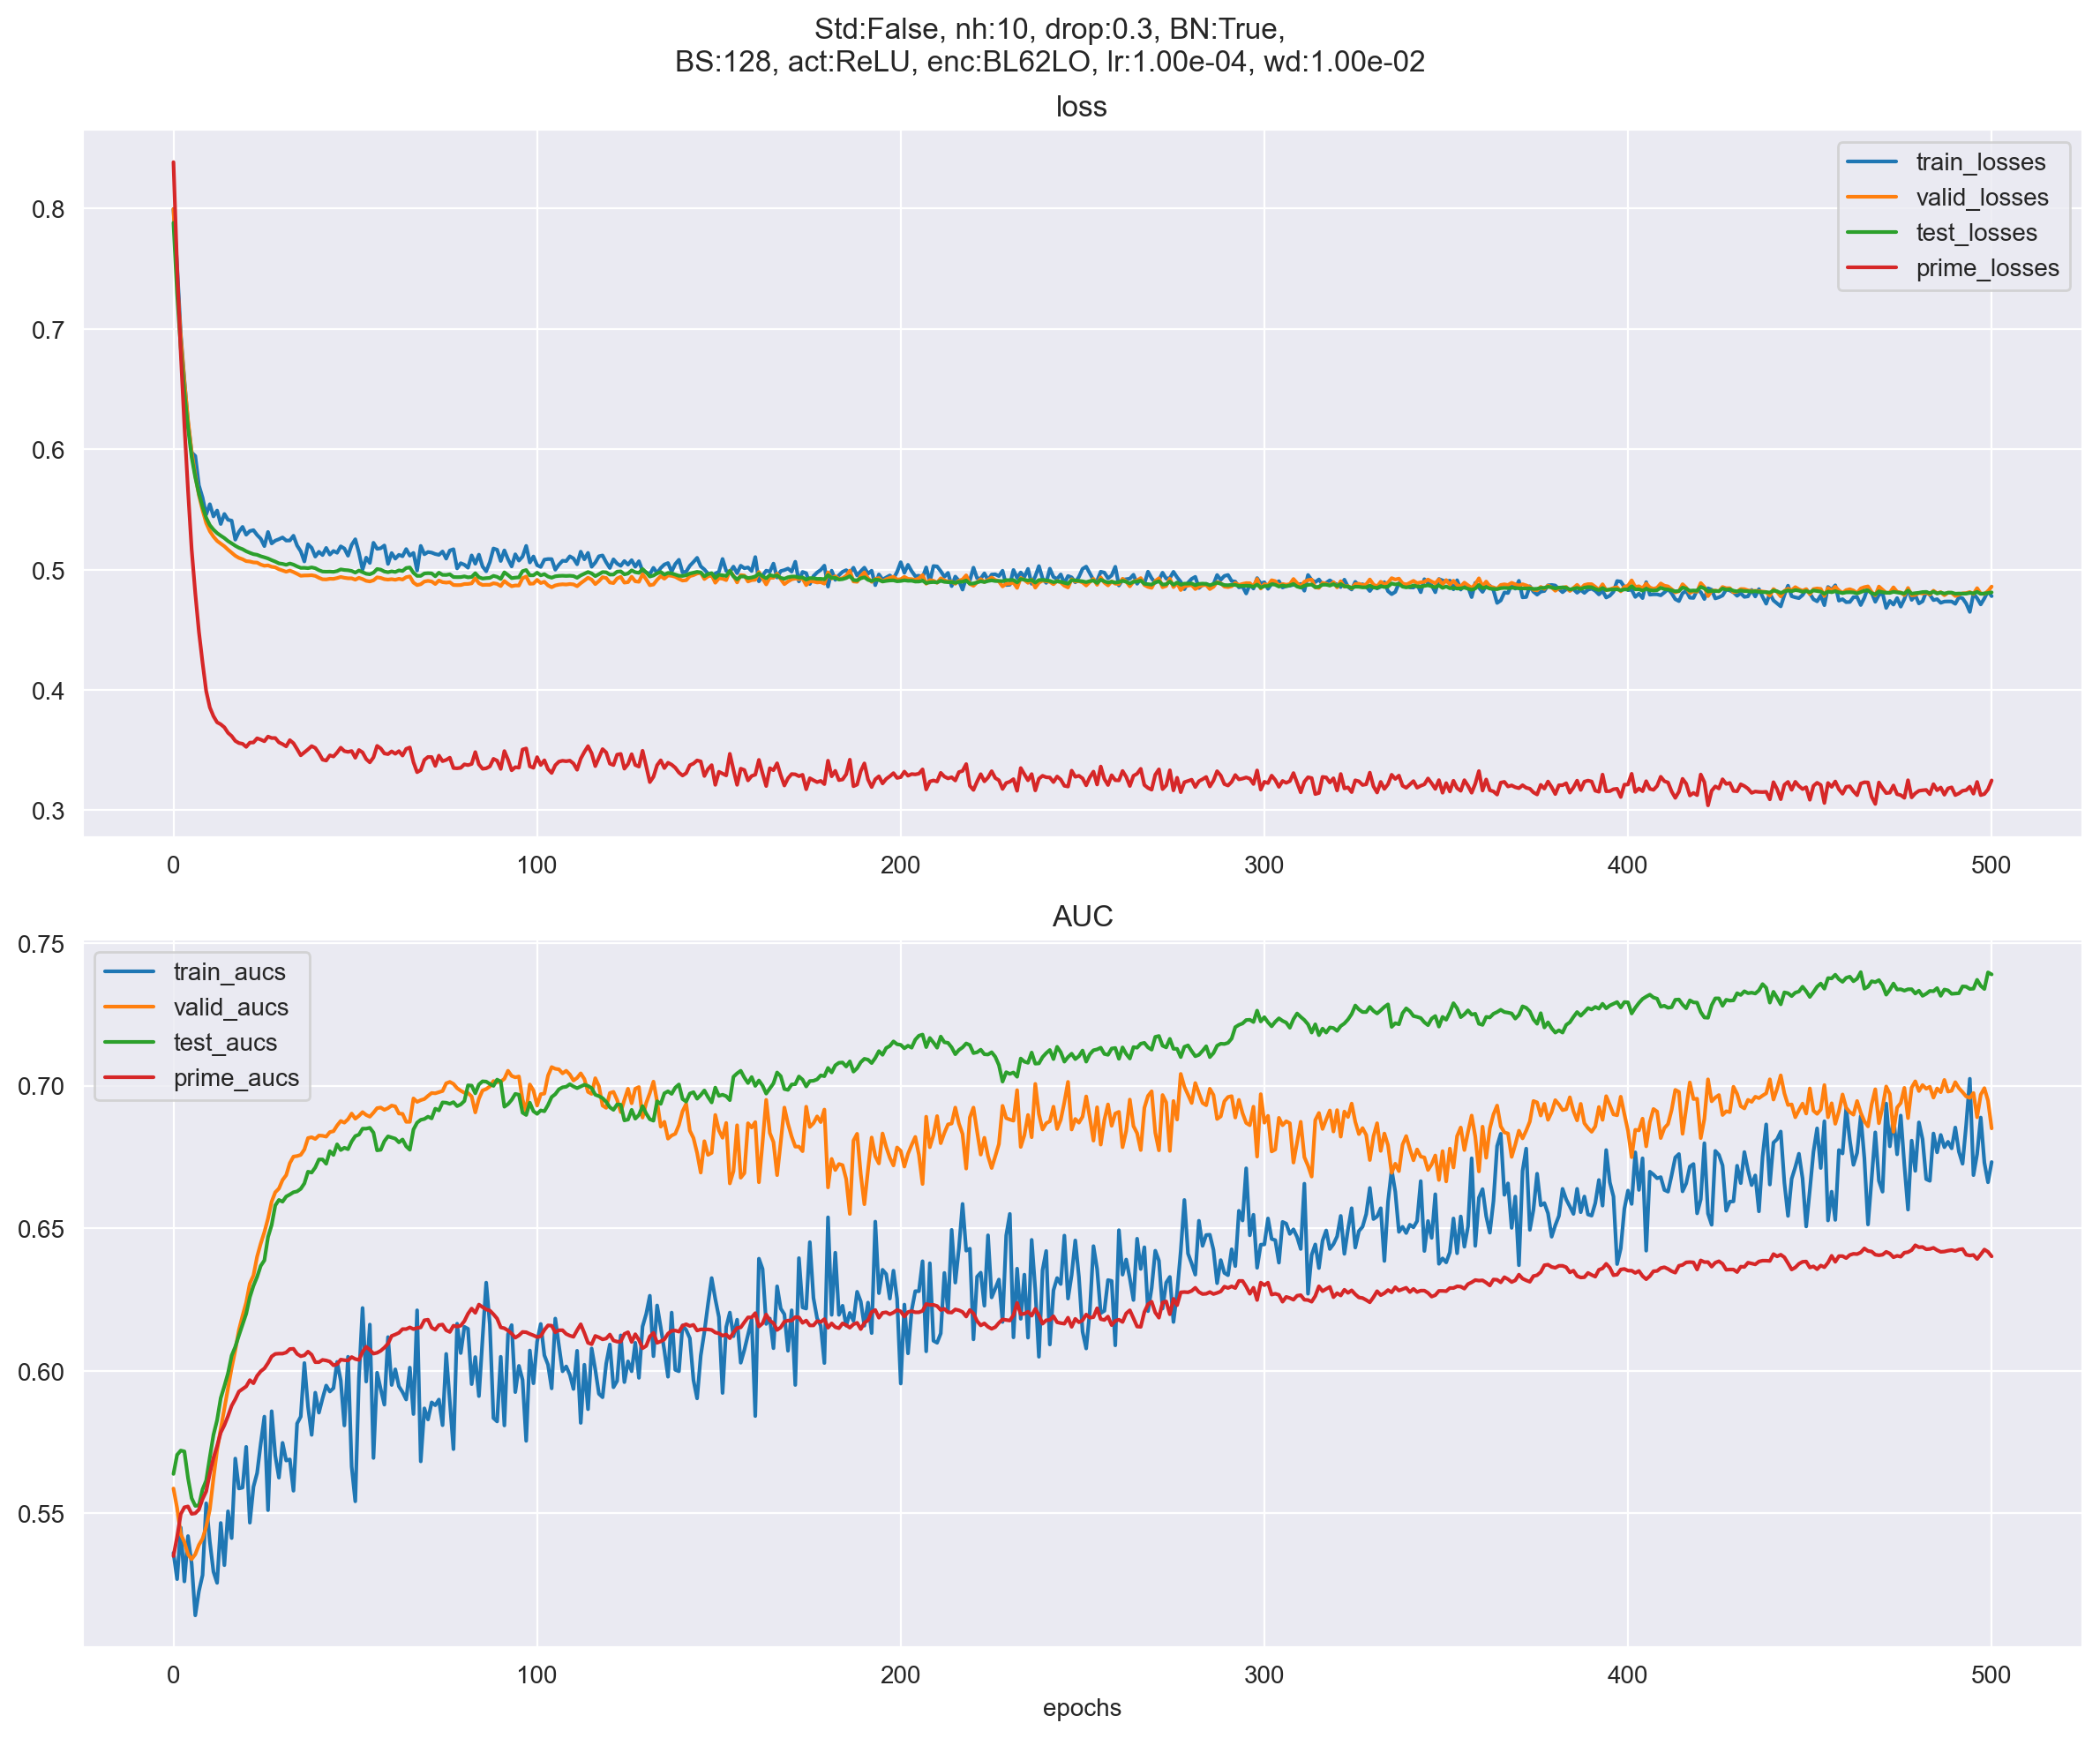 Std:False, nh:10, drop:0.3, BN:True,
BS:128, act:ReLU, enc:BL62LO, lr:1.00e-04, wd:1.00e-02
loss
train_losses
valid_losses
test_losses
prime_losses
0.8
0.7
0.6
0.5
0.4
0.3
0 100 200 300 400 500
AUC
train_aucs
valid_aucs
test_aucs
prime_aucs
0.75
0.70
0.65
0.60
0.55
0 100 200 300 400 500
epochs